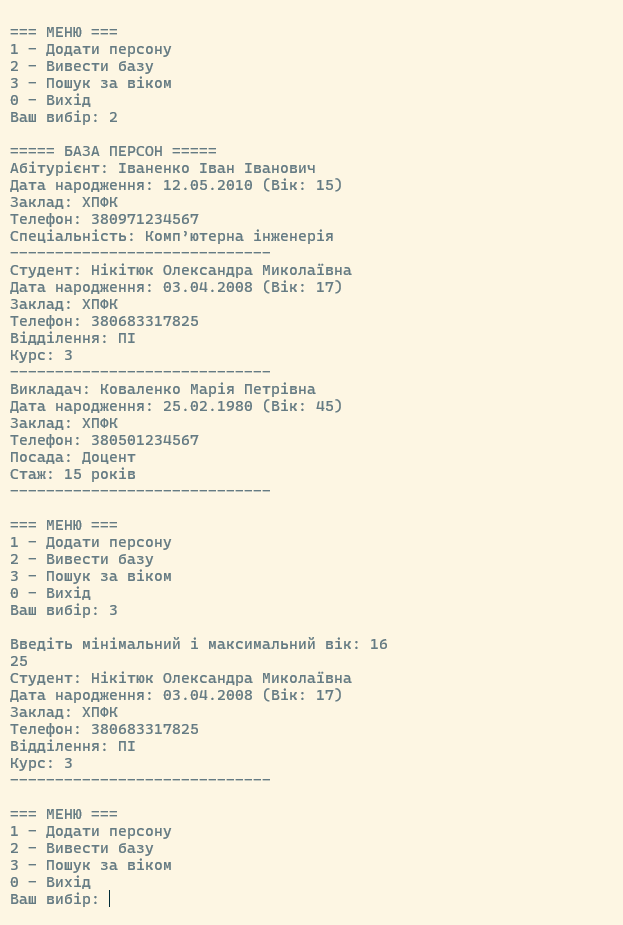 === МЕНЮ ===
1 – Додати персону
2 – Вивести базу
3 – Пошук за віком
0 – Вихід
Ваш вибір: 2
===== БАЗА ПЕРСОН =====
Абітурієнт: Іваненко Іван Іванович
Дата народження: 12.05.2010 (Вік: 15)
Заклад: ХПФК
Телефон: 380971234567
Спеціальність: Комп’ютерна інженерія
-----------------------------
Студент: Нікітюк Олександра Миколаївна
Дата народження: 03.04.2008 (Вік: 17)
Заклад: ХПФК
Телефон: 380683317825
Відділення: ПІ
Курс: 3
-----------------------------
Викладач: Коваленко Марія Петрівна
Дата народження: 25.02.1980 (Вік: 45)
Заклад: ХПФК
Телефон: 380501234567
Посада: Доцент
Стаж: 15 років
-----------------------------
=== МЕНЮ ===
1 – Додати персону
2 – Вивести базу
3 – Пошук за віком
0 – Вихід
Ваш вибір: 3
Введіть мінімальний і максимальний вік: 16
25
Студент: Нікітюк Олександра Миколаївна
Дата народження: 03.04.2008 (Вік: 17)
Заклад: ХПФК
Телефон: 380683317825
Відділення: ПІ
Курс: 3
-----------------------------
=== МЕНЮ ===
1 – Додати персону
2 – Вивести базу
3 – Пошук за віком
0 – Вихід
Ваш вибір: